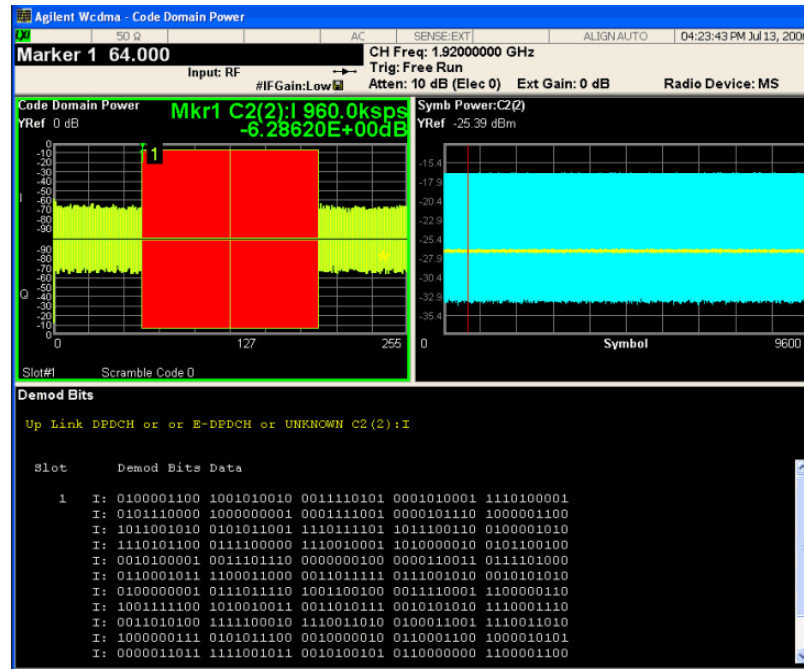 Agilent Wcdma - Code Domain Power
50 Ω AC SENSE:EXT ALIGN AUTO 04:23:43 PM Jul 13, 200
Marker 1 64.000
CH Freq: 1.92000000 GHz
Input: RF Trig: Free Run
#IFGain:Low Atten: 10 dB (Elec 0) Ext Gain: 0 dB Radio Device: MS
Code Domain Power
YRef 0 dB
Mkr1 C2(2):I 960.0ksps
-6.28620E+00dB
1
0
-10
-20
-30
-40
-50
-60
-70
-80
-90
I
-90
-80
-70
-60
-50
-40
-30
-20
-10
0
Q
0 127 255
Slot#1 Scramble Code 0
Symb Power:C2(2)
YRef -25.39 dBm
-15.4
-17.9
-20.4
-22.9
-25.4
-27.9
-30.4
-32.9
-35.4
0 Symbol 9600
Demod Bits
Up Link DPDCH or or E-DPDCH or UNKNOWN C2(2):I
Slot Demod Bits Data
1 I: 0100001100 1001010010 0011110101 0001010001 1110100001
I: 0101110000 1000000001 0001111001 0000101110 1000001100
I: 1011001010 0101011001 1110111101 1011100110 0100001010
I: 1110101100 0111100000 1110010001 1010000010 0101100100
I: 0010100001 0011101110 0000000100 0000110011 0111101000
I: 0110001011 1100011000 0011011111 0111001010 0010101010
I: 0100000001 0111101110 1001100100 0011110001 1100000110
I: 1001111100 1010010011 0011010111 0010101010 1110001110
I: 0011010100 1111100010 1110011010 0100011001 1110011010
I: 1000000111 0101011100 0010000010 0110001100 1000010101
I: 0000011011 1111001011 0010100101 0110000000 1100001100